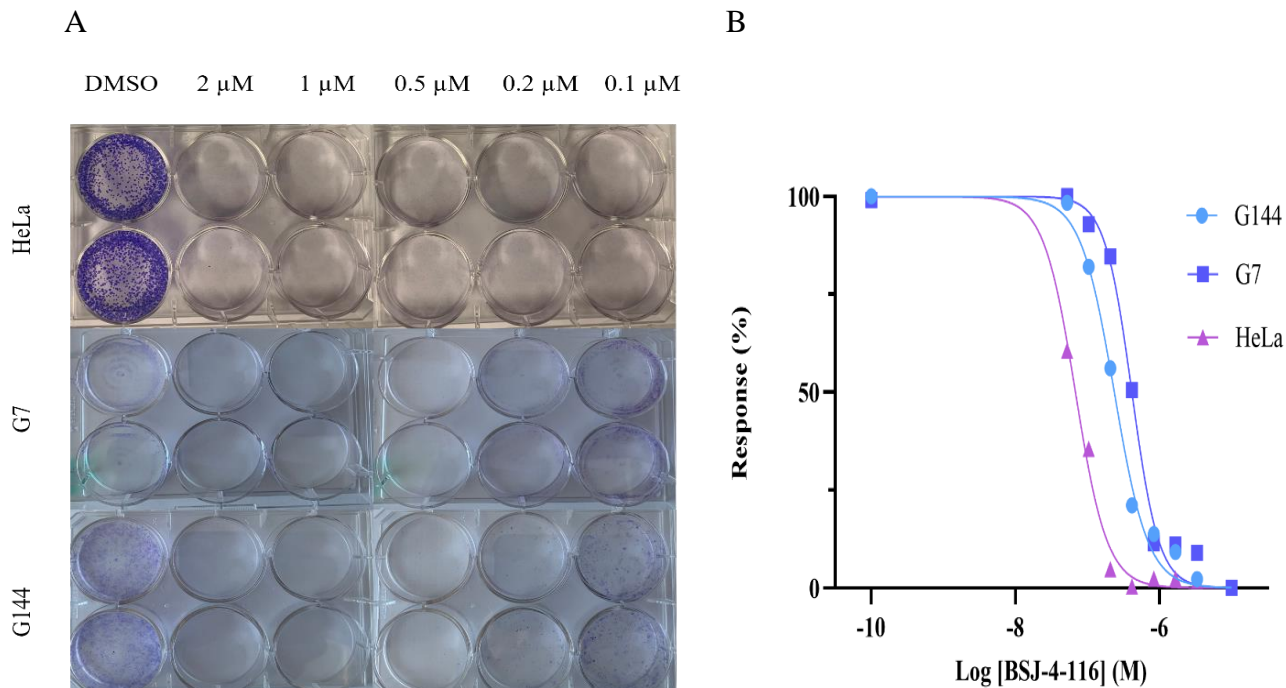 A
B
DMSO 2 µM 1 µM 0.5 µM 0.2 µM 0.1 µM
HeLa
G7
G144
Response (%)
100
50
0
-10 -8 -6
Log [BSJ-4-116] (M)
G144
G7
HeLa